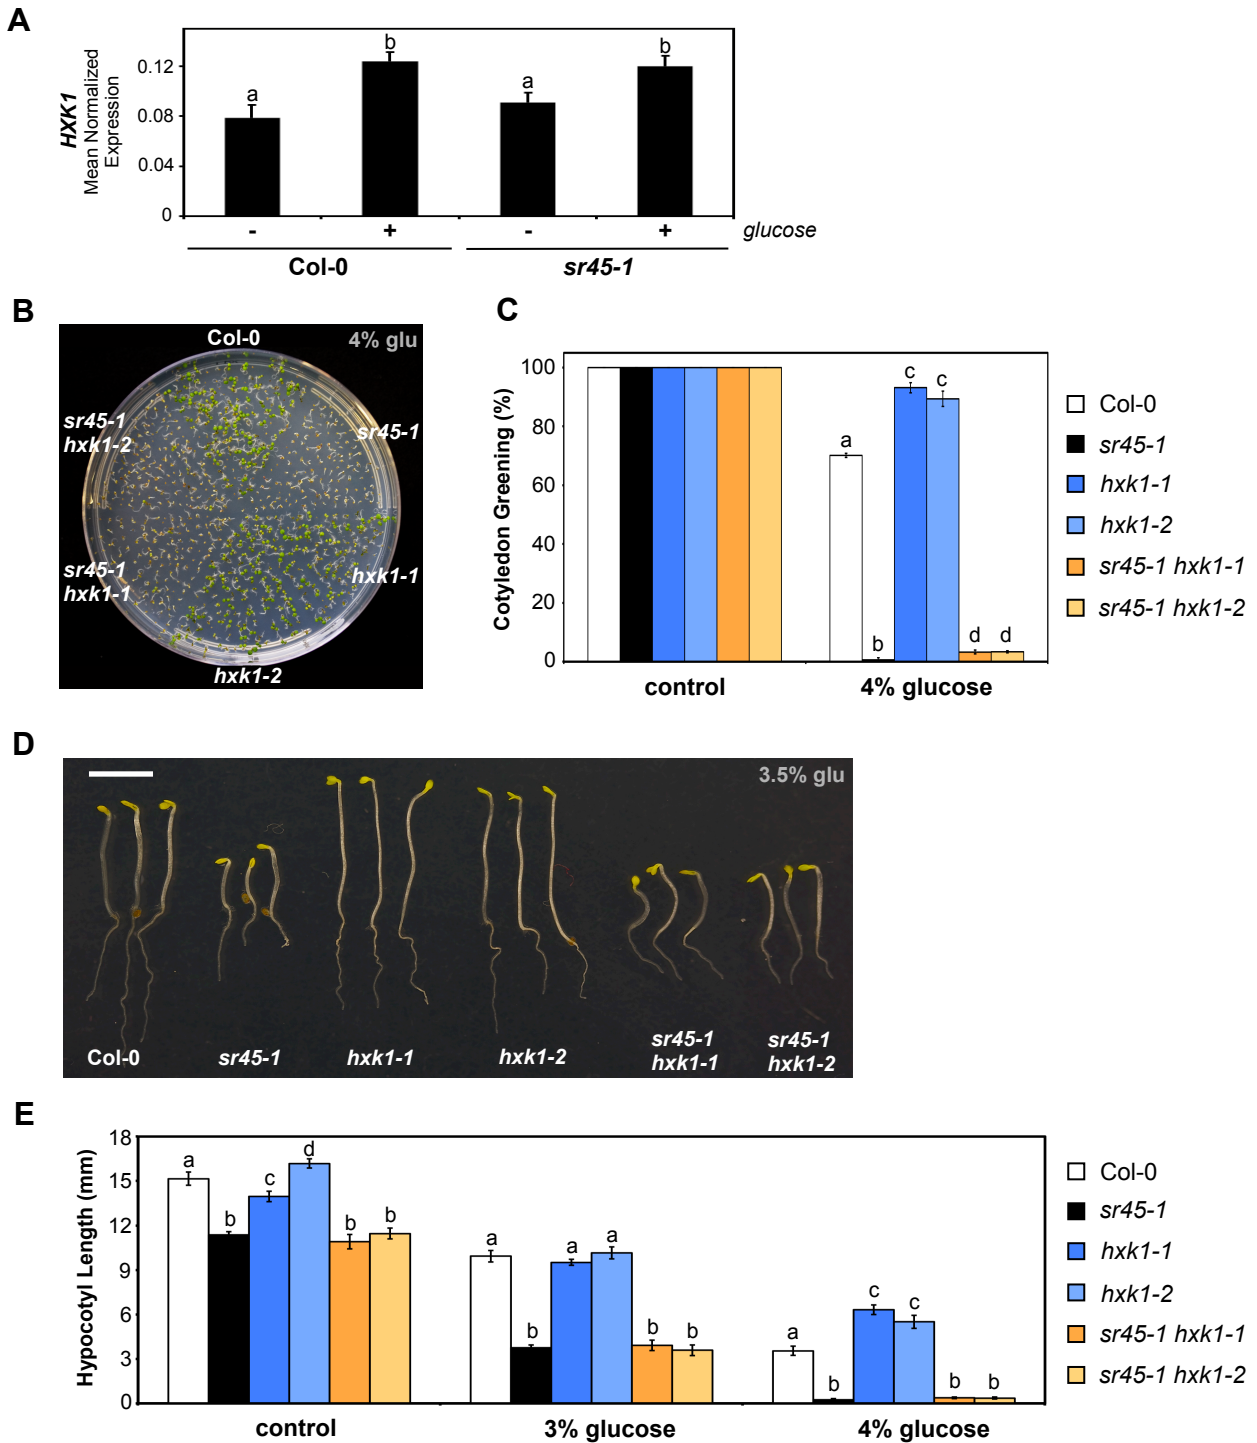 A
HXK1
Mean Normalized
Expression
0.12
0.08
0.04
0
a
b
a
b
- + - + glucose
Col-0 sr45-1
B
Col-0
4% glu
sr45-1
hxk1-2
sr45-1
sr45-1
hxk1-1
hxk1-1
hxk1-2
C
Cotyledon Greening (%)
100
80
60
40
20
0
a
b
c
c
d
d
control 4% glucose
Col-0
sr45-1
hxk1-1
hxk1-2
sr45-1 hxk1-1
sr45-1 hxk1-2
D
3.5% glu
Col-0
sr45-1
hxk1-1
hxk1-2
sr45-1
hxk1-1
sr45-1
hxk1-2
E
Hypocotyl Length (mm)
18
15
12
9
6
3
0
a
b
c
d
b
b
a
b
a
a
b
b
a
b
c
c
b
b
control 3% glucose 4% glucose
Col-0
sr45-1
hxk1-1
hxk1-2
sr45-1 hxk1-1
sr45-1 hxk1-2